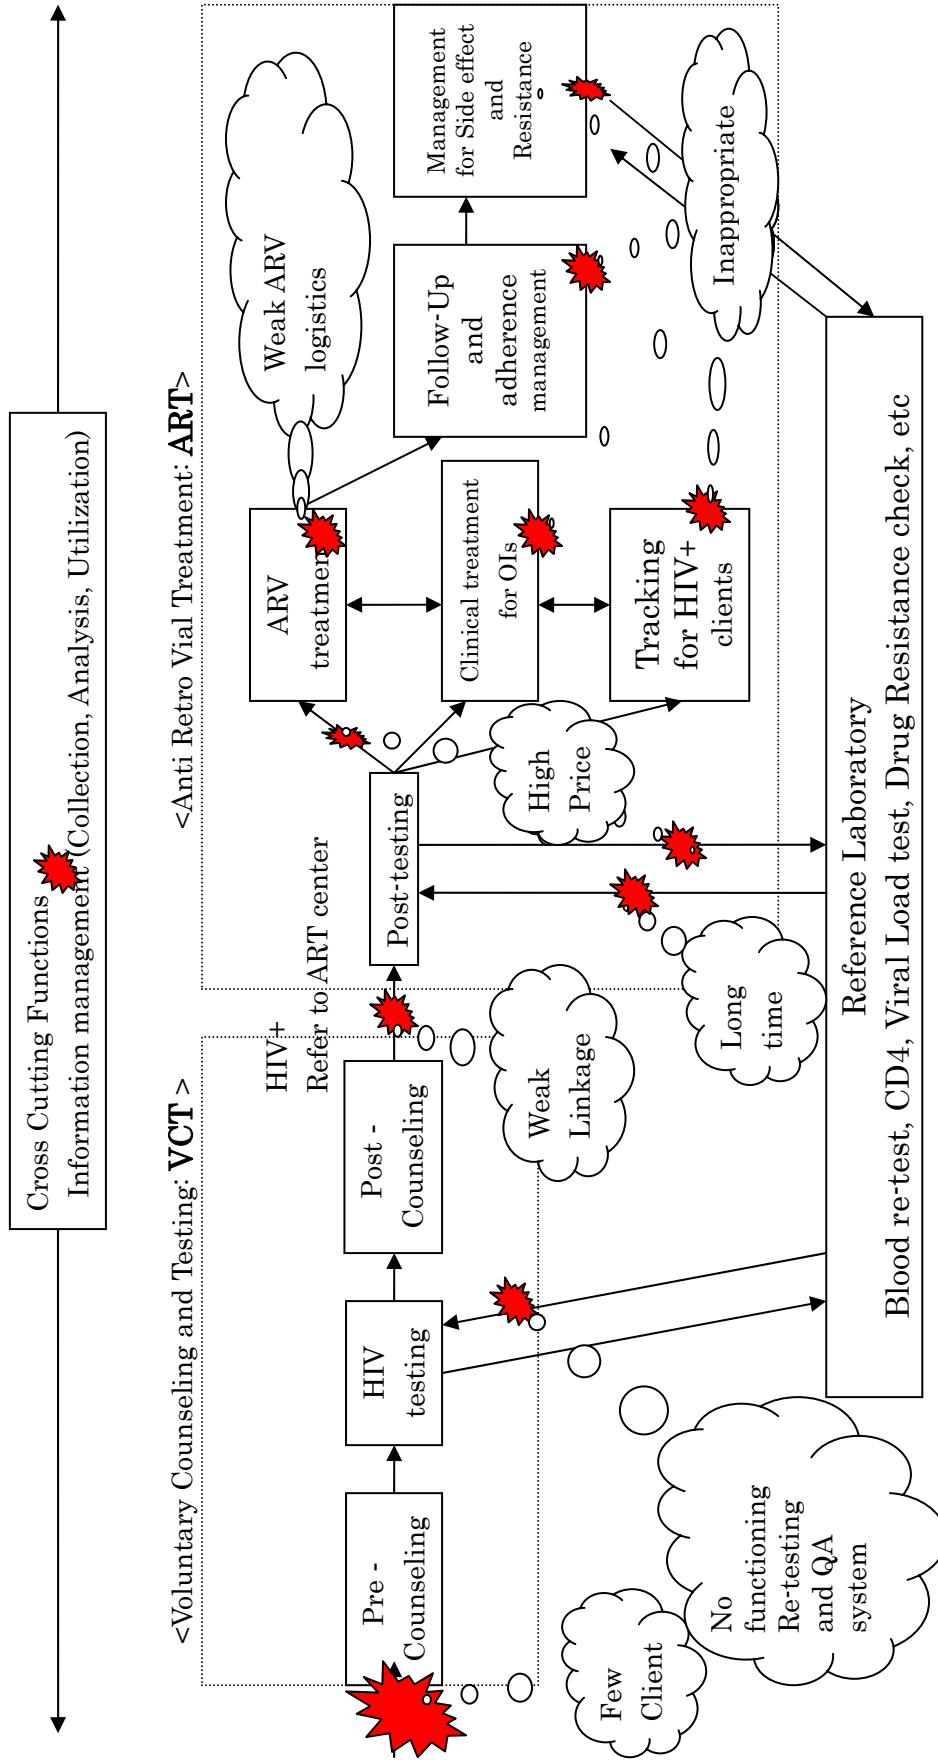 Cross Cutting Functions
Information management (Collection, Analysis, Utilization)
<Voluntary Counseling and Testing: VCT >
<Anti Retro Vial Treatment: ART>
Pre -
Counseling
HIV
testing
Post -
Counseling
HIV+
Refer to ART center
Post-testing
ARV
treatment
Clinical treatment
for OIs
Tracking
for HIV+
clients
Follow-Up
and
adherence
management
Management
for Side effect
and
Resistance
Weak ARV
logistics
Few
Client
No
functioning
Re-testing
and QA
system
Weak
Linkage
Long
time
High
Price
Inappropriate
Reference Laboratory
Blood re-test, CD4, Viral Load test, Drug Resistance check, etc